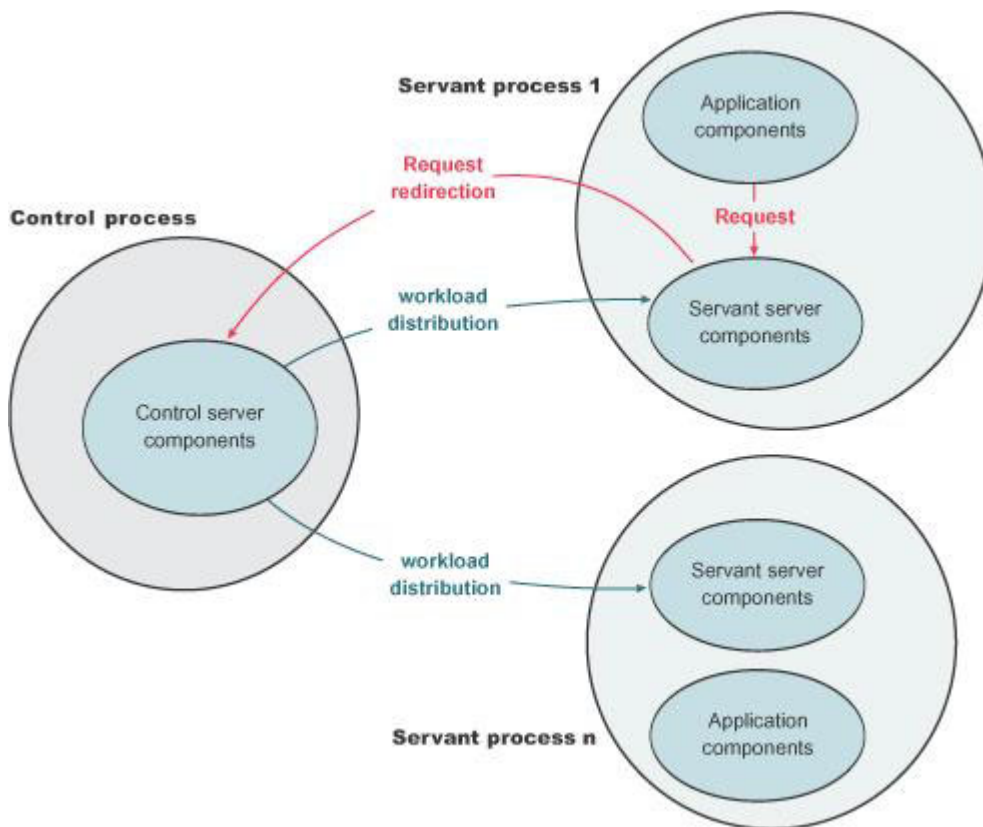 Servant process 1
Application
components
Request
redirection
Request
Control process
workload
distribution
Servant server
components
Control server
components
workload
distribution
Servant server
components
Servant process n
Application
components